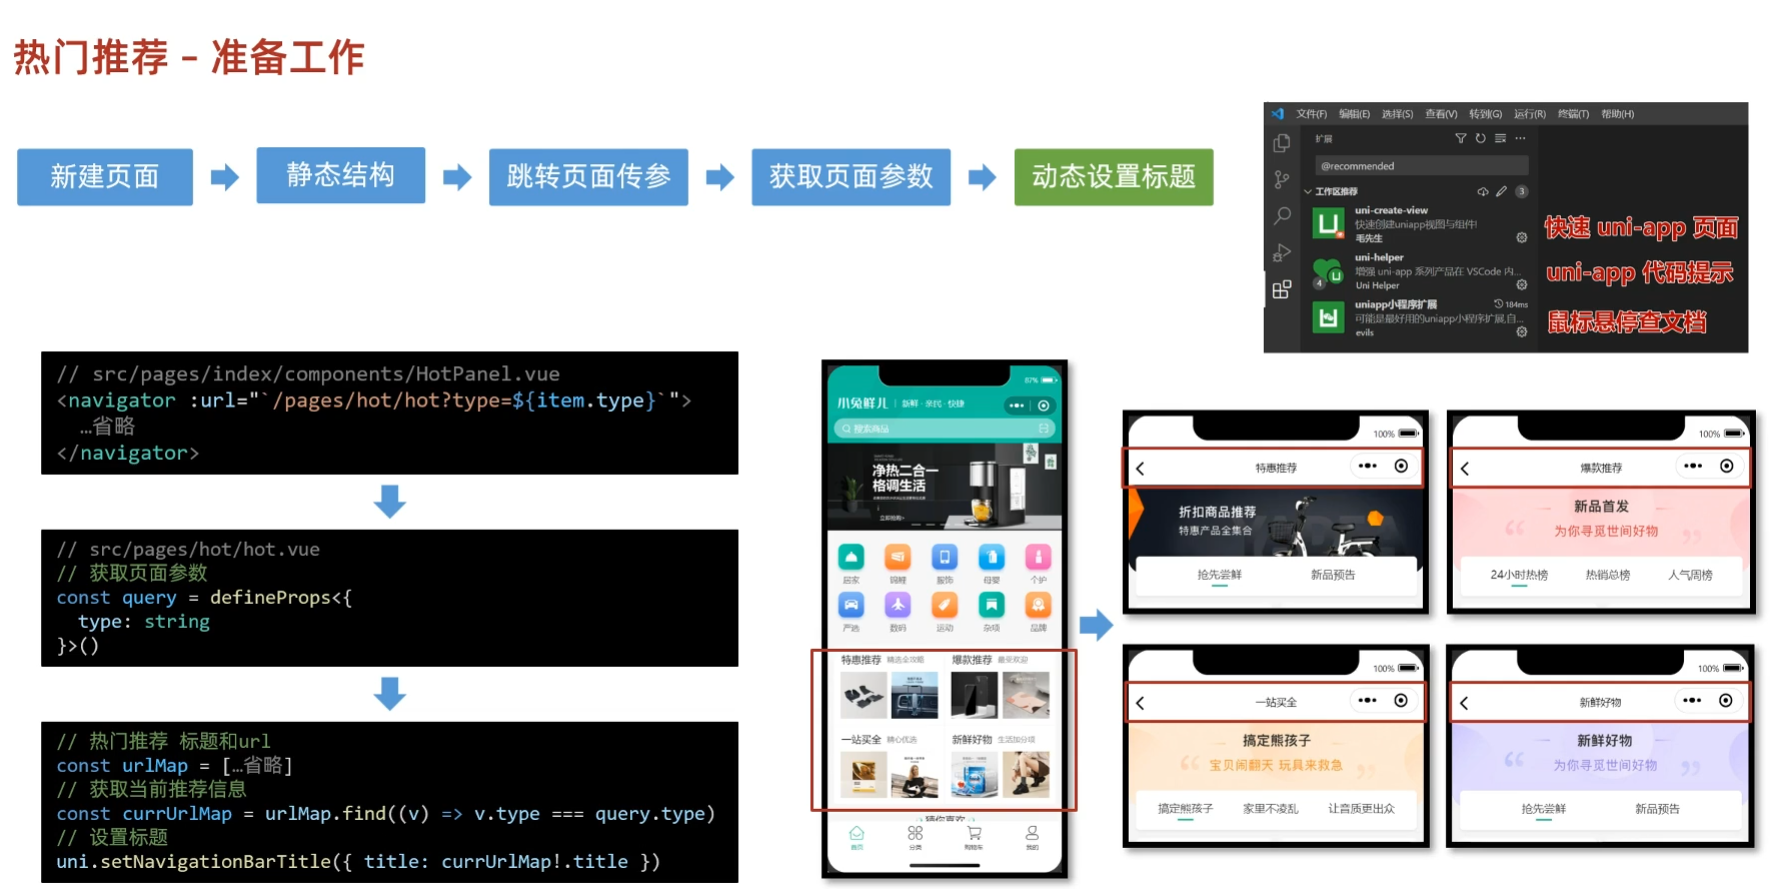 热门推荐 – 准备工作
新建页面
静态结构
跳转页面传参
获取页面参数
动态设置标题
文件(F) 编辑(E) 选择(S) 查看(V) 转到(G) 运行(R) 终端(T) 帮助(H)
扩展
@recommended
工作区推荐
3
uni-create-view
快速创建uniapp视图与组件!
毛先生
uni-helper
增强 uni-app 系列产品在 VSCode 内...
Uni Helper
4
uniapp小程序扩展
184ms
可能是最好用的uniapp小程序扩展,自...
evils
快速 uni-app 页面
uni-app 代码提示
鼠标悬停查文档
// src/pages/index/components/HotPanel.vue
<navigator :url="`/pages/hot/hot?type=${item.type}`">
…省略
</navigator>
// src/pages/hot/hot.vue
// 获取页面参数
const query = defineProps<{
type: string
}>()
// 热门推荐 标题和url
const urlMap = […省略]
// 获取当前推荐信息
const currUrlMap = urlMap.find((v) => v.type === query.type)
// 设置标题
uni.setNavigationBarTitle({ title: currUrlMap!.title })
87%
小兔鲜儿 | 新鲜 · 亲民 · 快捷
搜索商品
净热二合一
格调生活
居家 锦鲤 服饰 母婴 个护
严选 数码 运动 杂项 品牌
特惠推荐 精选全攻略
爆款推荐 最受欢迎
一站买全 精心优选
新鲜好物 生活加分项
猜你喜欢
首页 分类 购物车 我的
100%
特惠推荐
折扣商品推荐
特惠产品全集合
抢先尝鲜 新品预告
100%
爆款推荐
新品首发
为你寻觅世间好物
24小时热榜 热销总榜 人气周榜
100%
一站买全
搞定熊孩子
宝贝闹翻天 玩具来救急
搞定熊孩子 家里不凌乱 让音质更出众
100%
新鲜好物
新鲜好物
为你寻觅世间好物
抢先尝鲜 新品预告